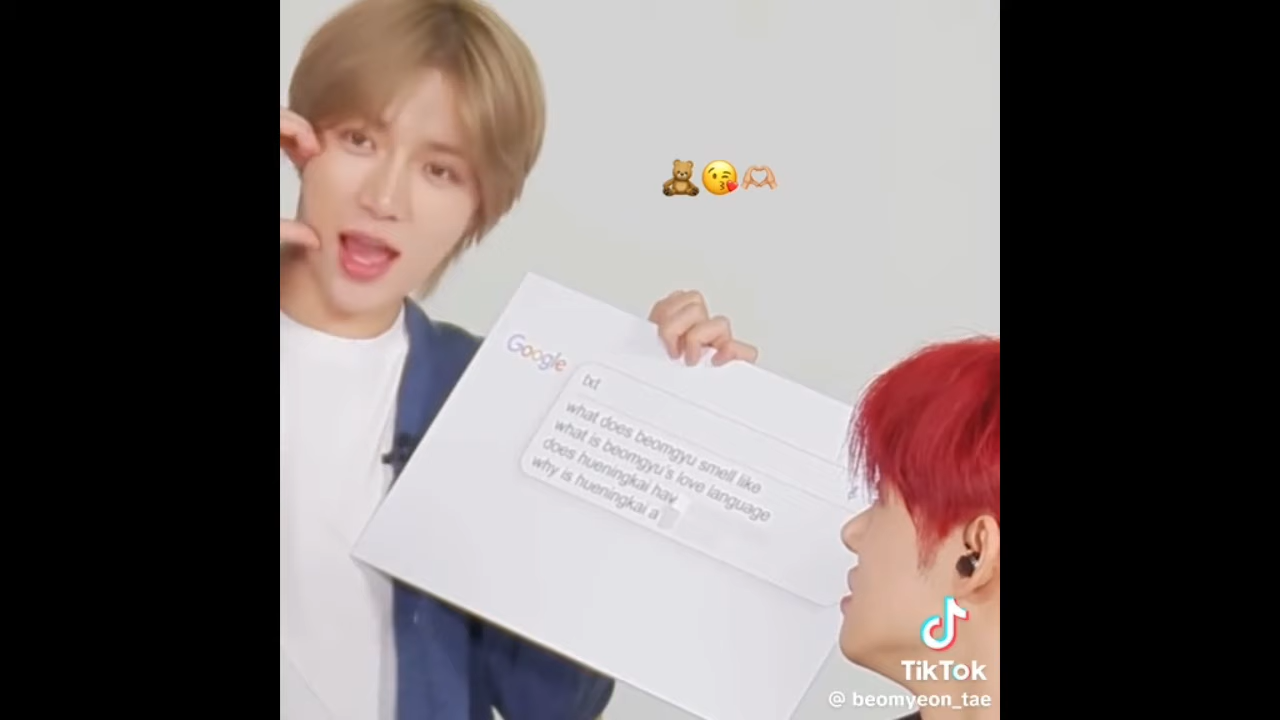 Google
txt
what does beomgyu smell like
what is beomgyu's love language
does hueningkai hav
why is hueningkai a
TikTok
@ beomyeon_tae